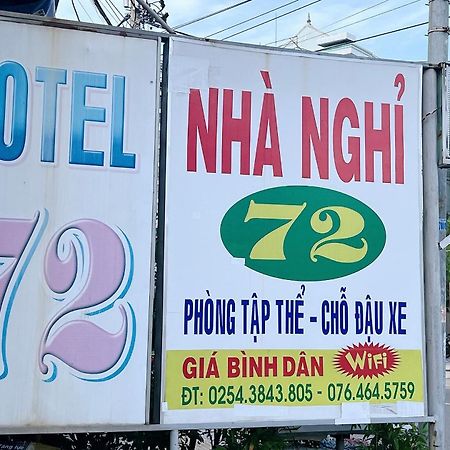 OTEL
72
NHÀ NGHỈ
72
PHÒNG TẬP THỂ - CHỖ ĐẬU XE
GIÁ BÌNH DÂN WiFi
ĐT: 0254.3843.805 - 076.464.5759